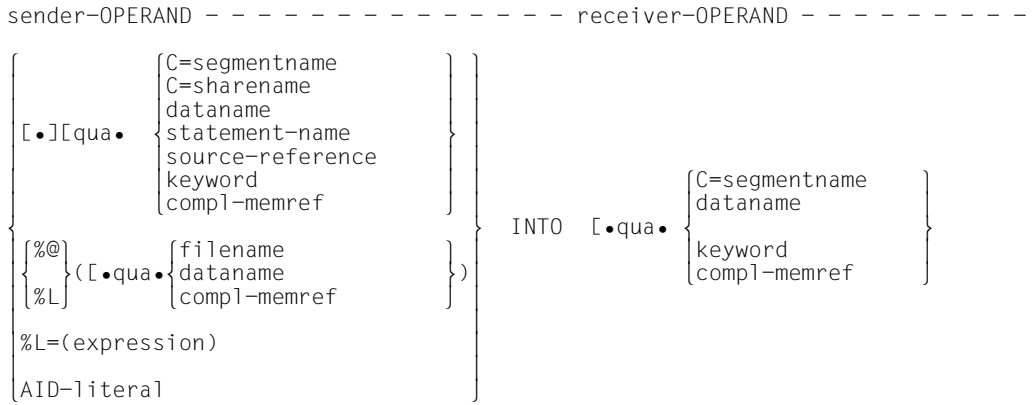 sender-OPERAND - - - - - - - - - - - - - - - receiver-OPERAND - - - - - - - - -
C=segmentname
C=sharename
dataname
[•][qua• statement-name
source-reference
keyword C=segmentname
compl-memref dataname
INTO [•qua•
%@ filename keyword
([•qua• dataname ) compl-memref
%L compl-memref
%L=(expression)
AID-literal